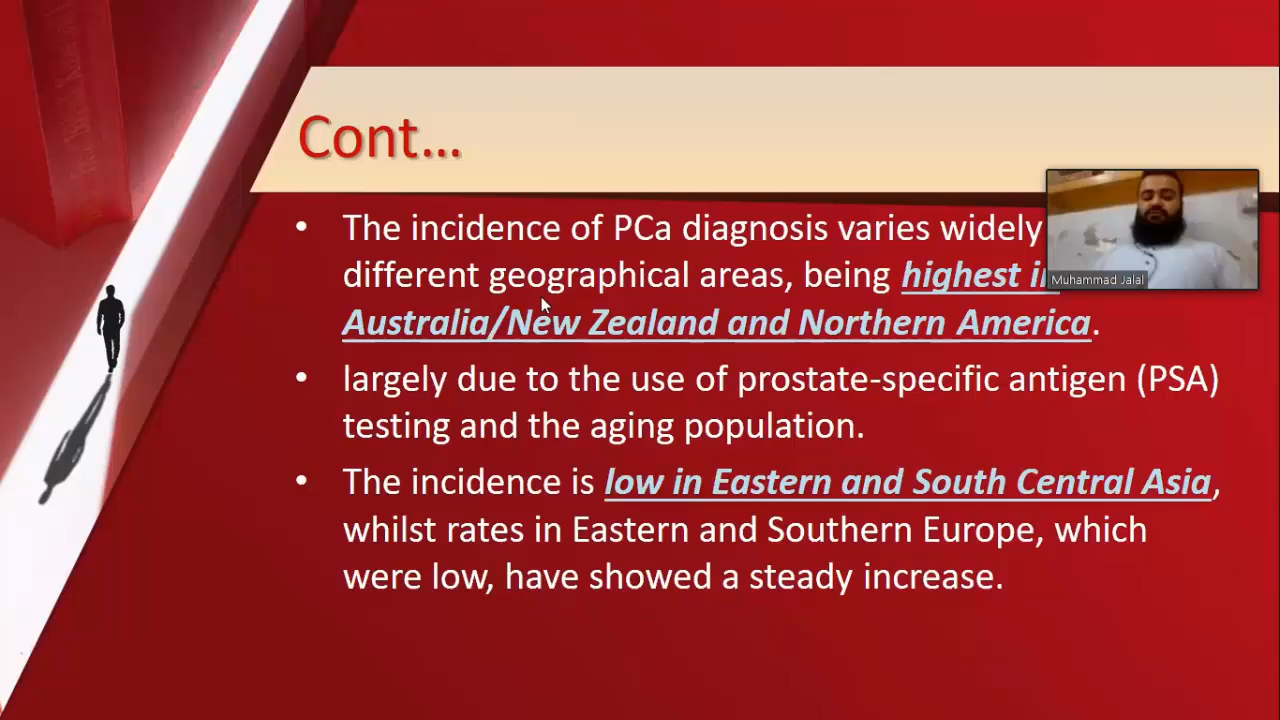 Cont...
• The incidence of PCa diagnosis varies widely
different geographical areas, being highest in
Australia/New Zealand and Northern America.
• largely due to the use of prostate-specific antigen (PSA)
testing and the aging population.
• The incidence is low in Eastern and South Central Asia,
whilst rates in Eastern and Southern Europe, which
were low, have showed a steady increase.
Muhammad Jalal